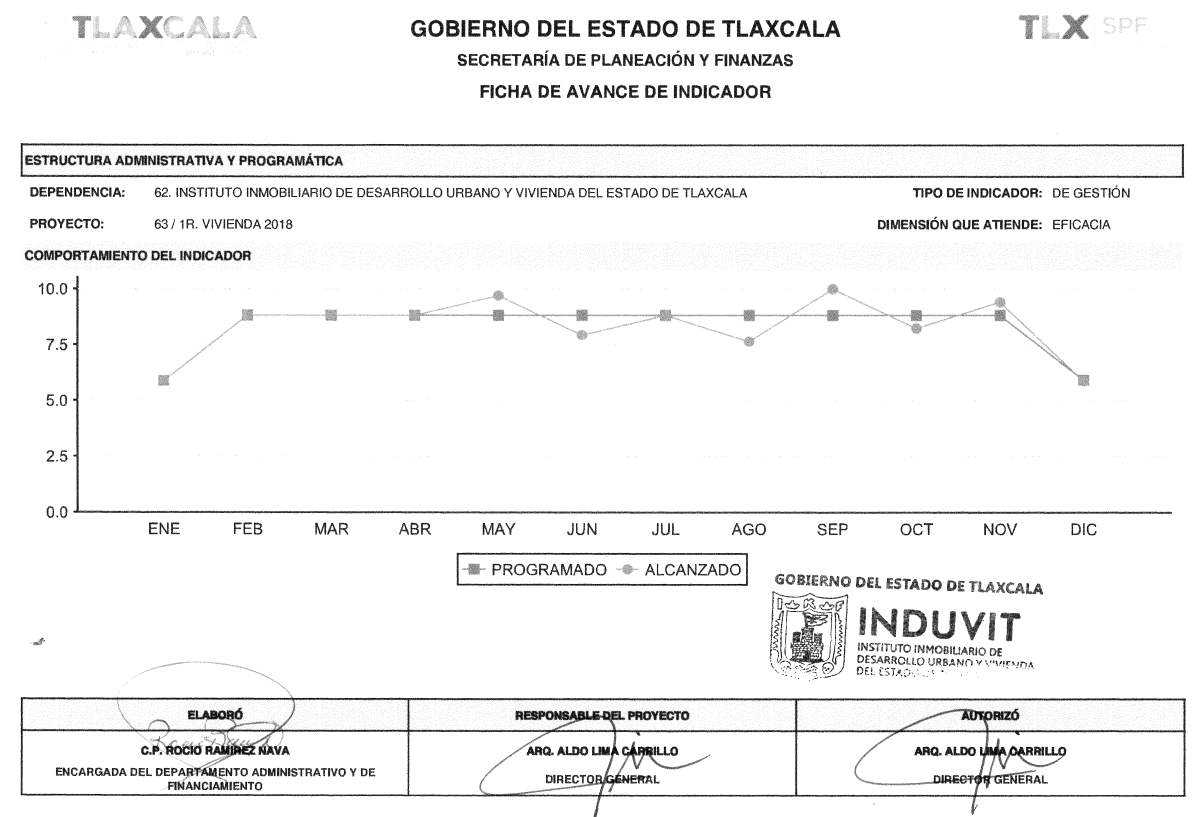 TLAXCALA
GOBIERNO DEL ESTADO DE TLAXCALA
TLX SPF
SECRETARÍA DE PLANEACIÓN Y FINANZAS
FICHA DE AVANCE DE INDICADOR
ESTRUCTURA ADMINISTRATIVA Y PROGRAMÁTICA
DEPENDENCIA: 62. INSTITUTO INMOBILIARIO DE DESARROLLO URBANO Y VIVIENDA DEL ESTADO DE TLAXCALA TIPO DE INDICADOR: DE GESTIÓN
PROYECTO: 63 / 1R. VIVIENDA 2018 DIMENSIÓN QUE ATIENDE: EFICACIA
COMPORTAMIENTO DEL INDICADOR
10.0
7.5
5.0
2.5
0.0
ENE FEB MAR ABR MAY JUN JUL AGO SEP OCT NOV DIC
PROGRAMADO ALCANZADO
GOBIERNO DEL ESTADO DE TLAXCALA
INDUVIT
INSTITUTO INMOBILIARIO DE
DESARROLLO URBANO Y VIVIENDA
DEL ESTADO
ELABORÓ RESPONSABLE DEL PROYECTO AUTORIZÓ
C.P. ROCIO RAMIREZ NAVA ARQ. ALDO LIMA CARRILLO ARQ. ALDO LIMA CARRILLO
ENCARGADA DEL DEPARTAMENTO ADMINISTRATIVO Y DE
FINANCIAMIENTO
DIRECTOR GENERAL DIRECTOR GENERAL